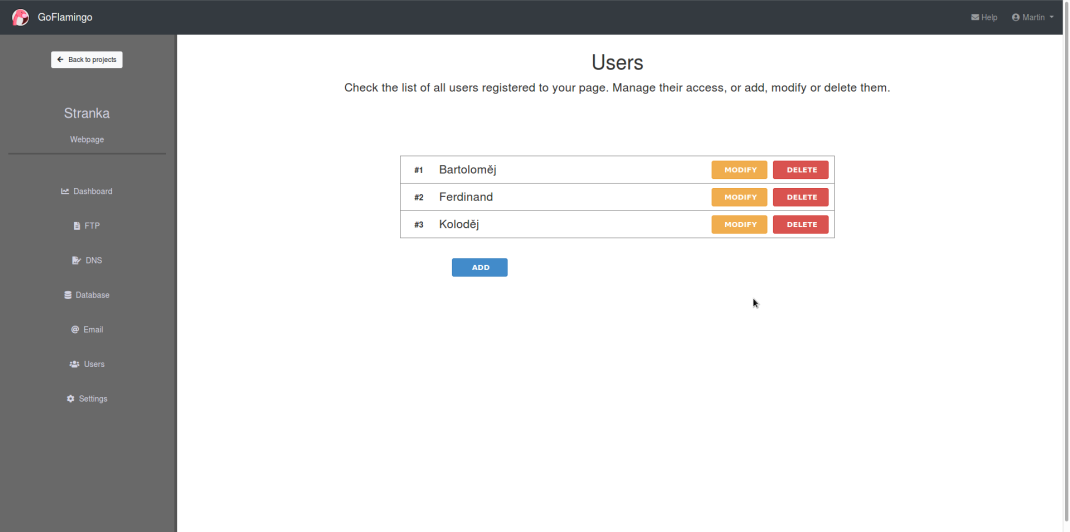 GoFlamingo
Help
Martin
Back to projects
Stranka
Webpage
Dashboard
FTP
DNS
Database
Email
Users
Settings
Users
Check the list of all users registered to your page. Manage their access, or add, modify or delete them.
#1 Bartoloměj MODIFY DELETE
#2 Ferdinand MODIFY DELETE
#3 Koloděj MODIFY DELETE
ADD